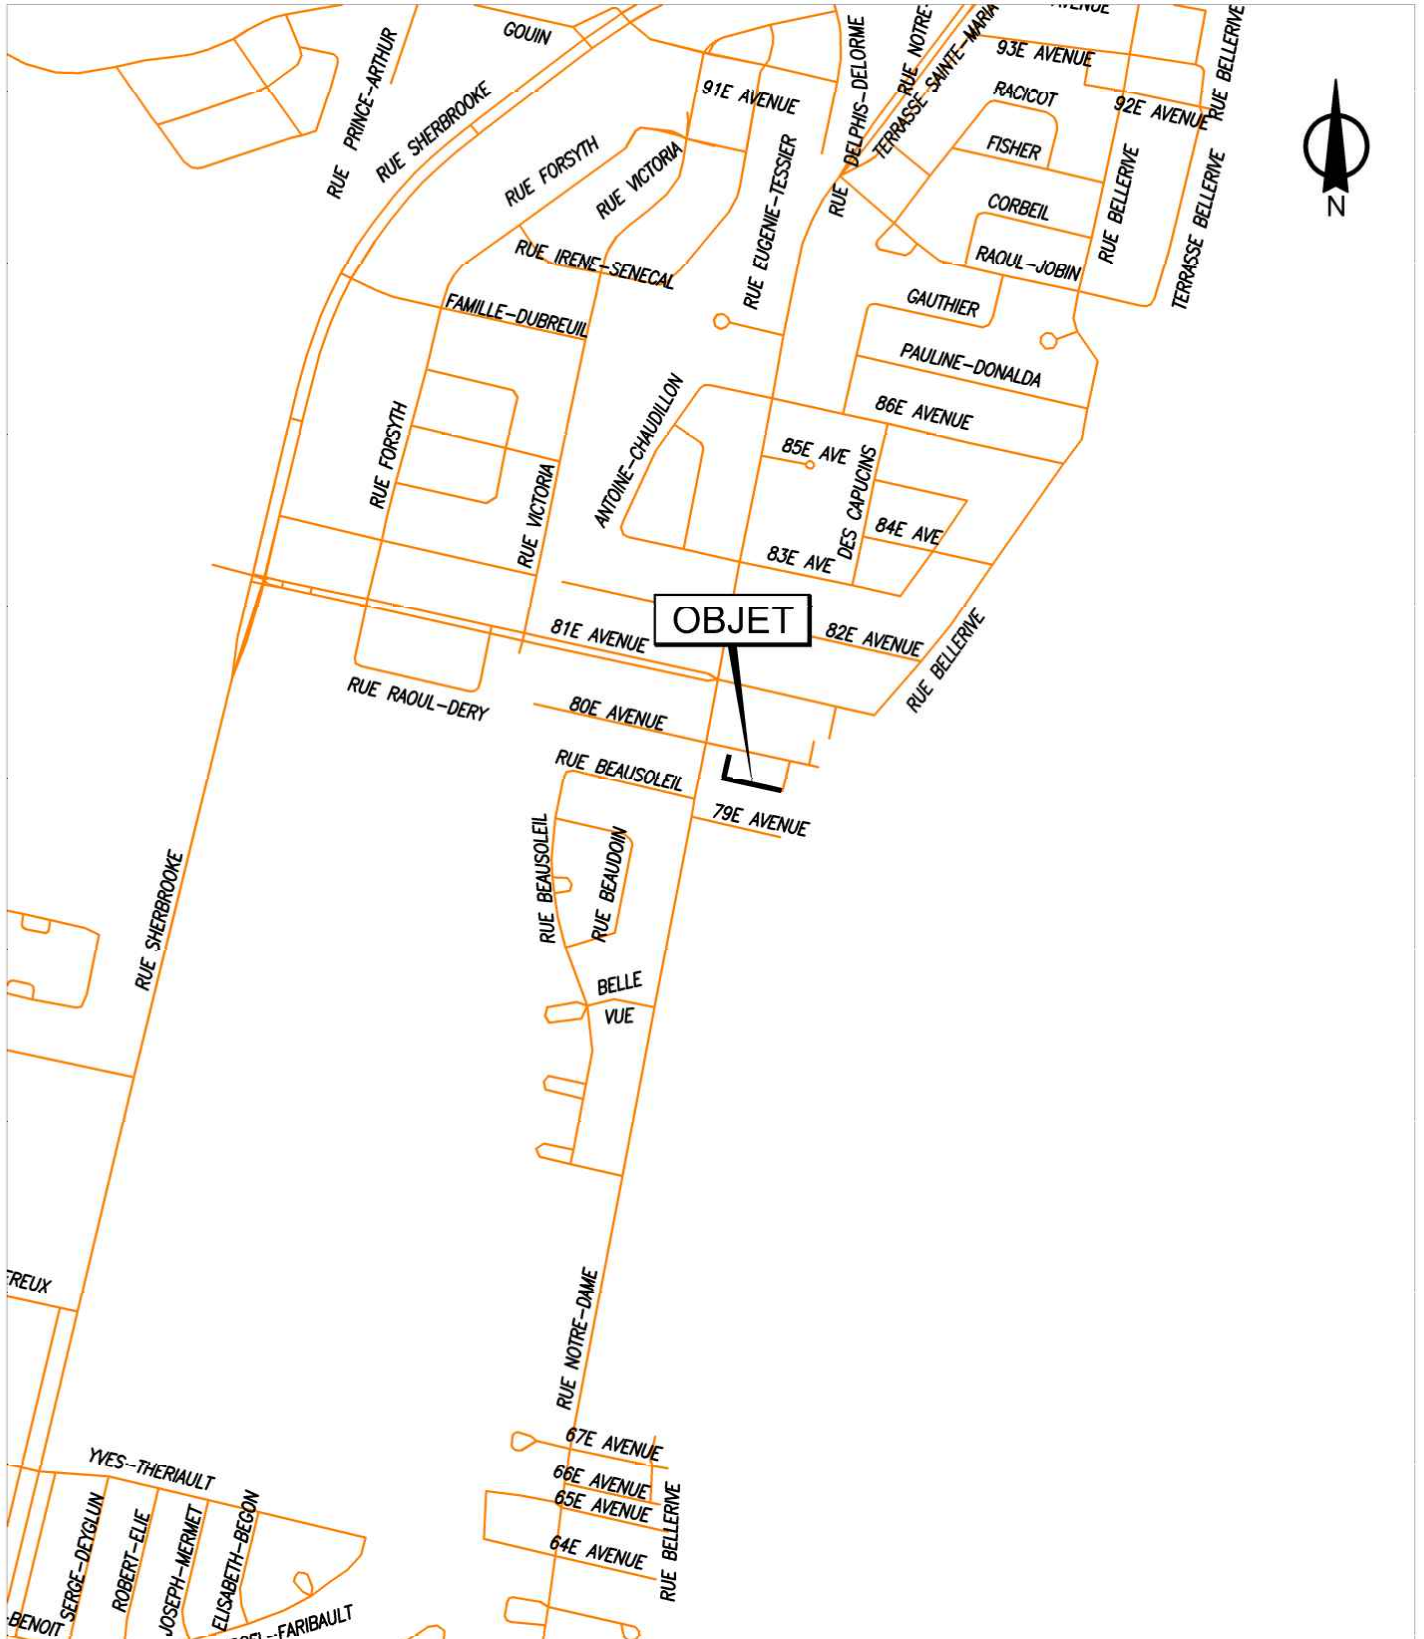 GOUIN
RUE PRINCE-ARTHUR
RUE SHERBROOKE
91E AVENUE
RUE DELPHIS-DELORME
RUE NOTRE-
TERRASSE SAINTE-MARIA
AVENUE
93E AVENUE
92E AVENUE
RUE BELLERIVE
RACICOT
FISHER
CORBEIL
RAOUL-JOBIN
RUE BELLERIVE
TERRASSE BELLERIVE
RUE FORSYTH
RUE VICTORIA
RUE EUGENIE-TESSIER
RUE IRENE-SENECAL
FAMILLE-DUBREUIL
GAUTHIER
PAULINE-DONALDA
86E AVENUE
N
RUE FORSYTH
RUE VICTORIA
ANTOINE-CHAUDILLON
85E AVE
DES CAPUCINS
84E AVE
83E AVE
OBJET
81E AVENUE
82E AVENUE
RUE BELLERIVE
RUE RAOUL-DERY
80E AVENUE
RUE BEAUSOLEIL
79E AVENUE
RUE BEAUSOLEIL
RUE BEAUDOIN
RUE SHERBROOKE
BELLE
VUE
EREUX
RUE NOTRE-DAME
67E AVENUE
66E AVENUE
65E AVENUE
64E AVENUE
RUE BELLERIVE
YVES-THERIAULT
SERGE-DEYGLUN
ROBERT-ELIE
JOSEPH-MERMET
ELISABETH-BEGON
-BENOIT
EL-FARIBAULT